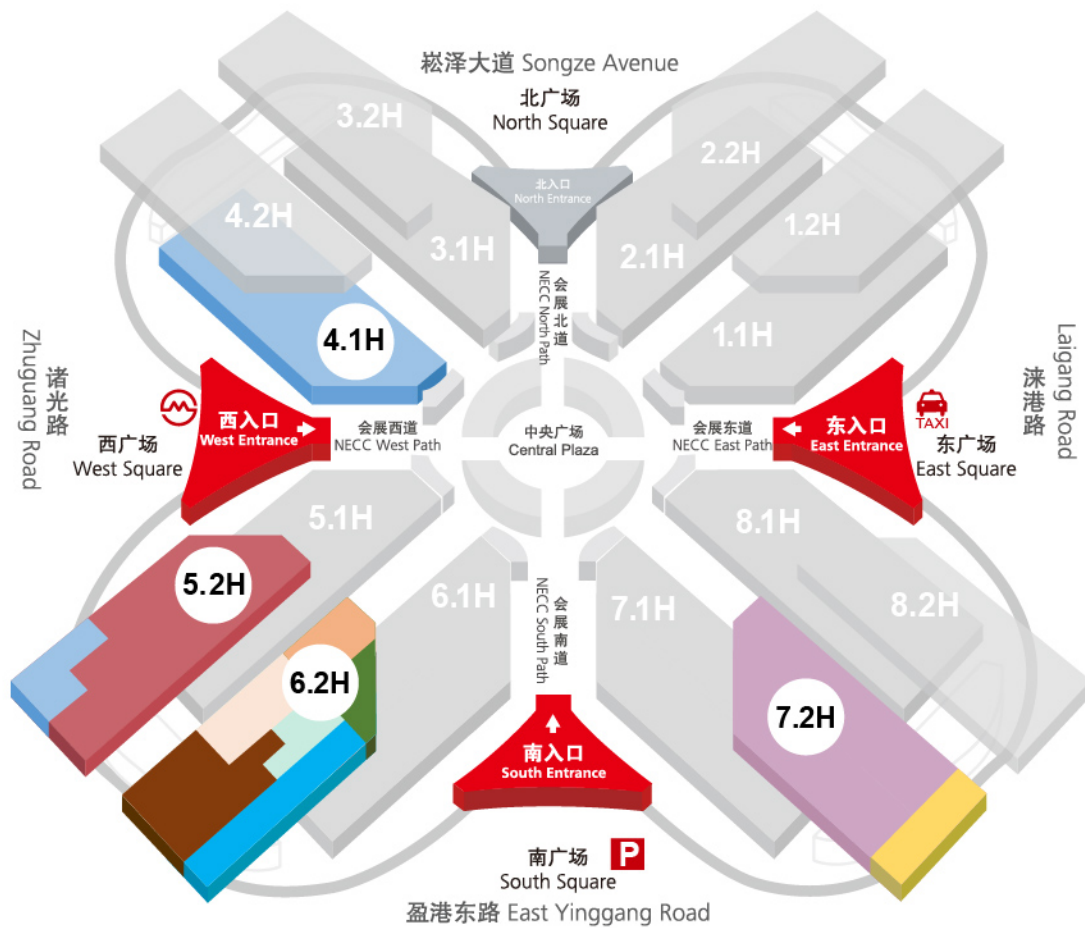 崧泽大道 Songze Avenue
北广场
North Square
3.2H
2.2H
北入口
North Entrance
4.2H
1.2H
3.1H
2.1H
会展北道
NECC North Path
4.1H
1.1H
诸光路
Zhuguang Road
涞港路
Laigang Road
西广场
West Square
西入口
West Entrance
会展西道
NECC West Path
中央广场
Central Plaza
会展东道
NECC East Path
东入口
East Entrance
TAXI
东广场
East Square
5.1H
8.1H
5.2H
6.1H
会展南道
NECC South Path
7.1H
8.2H
6.2H
7.2H
南入口
South Entrance
南广场
South Square
P
盈港东路 East Yinggang Road